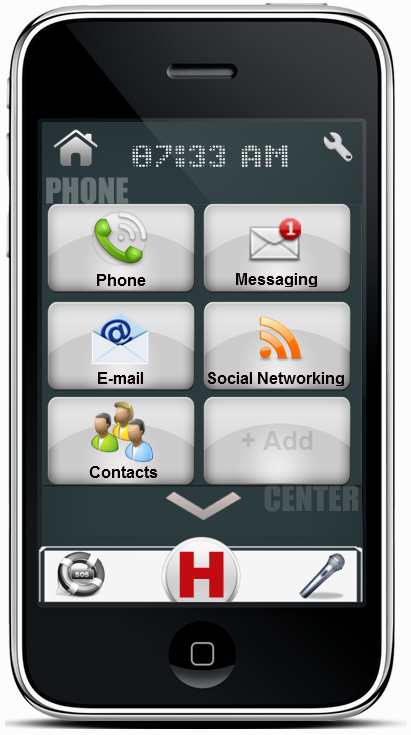 07:33 AM
PHONE
Phone
1
Messaging
@
E-mail
Social Networking
Contacts
+ Add
CENTER
SOS
H